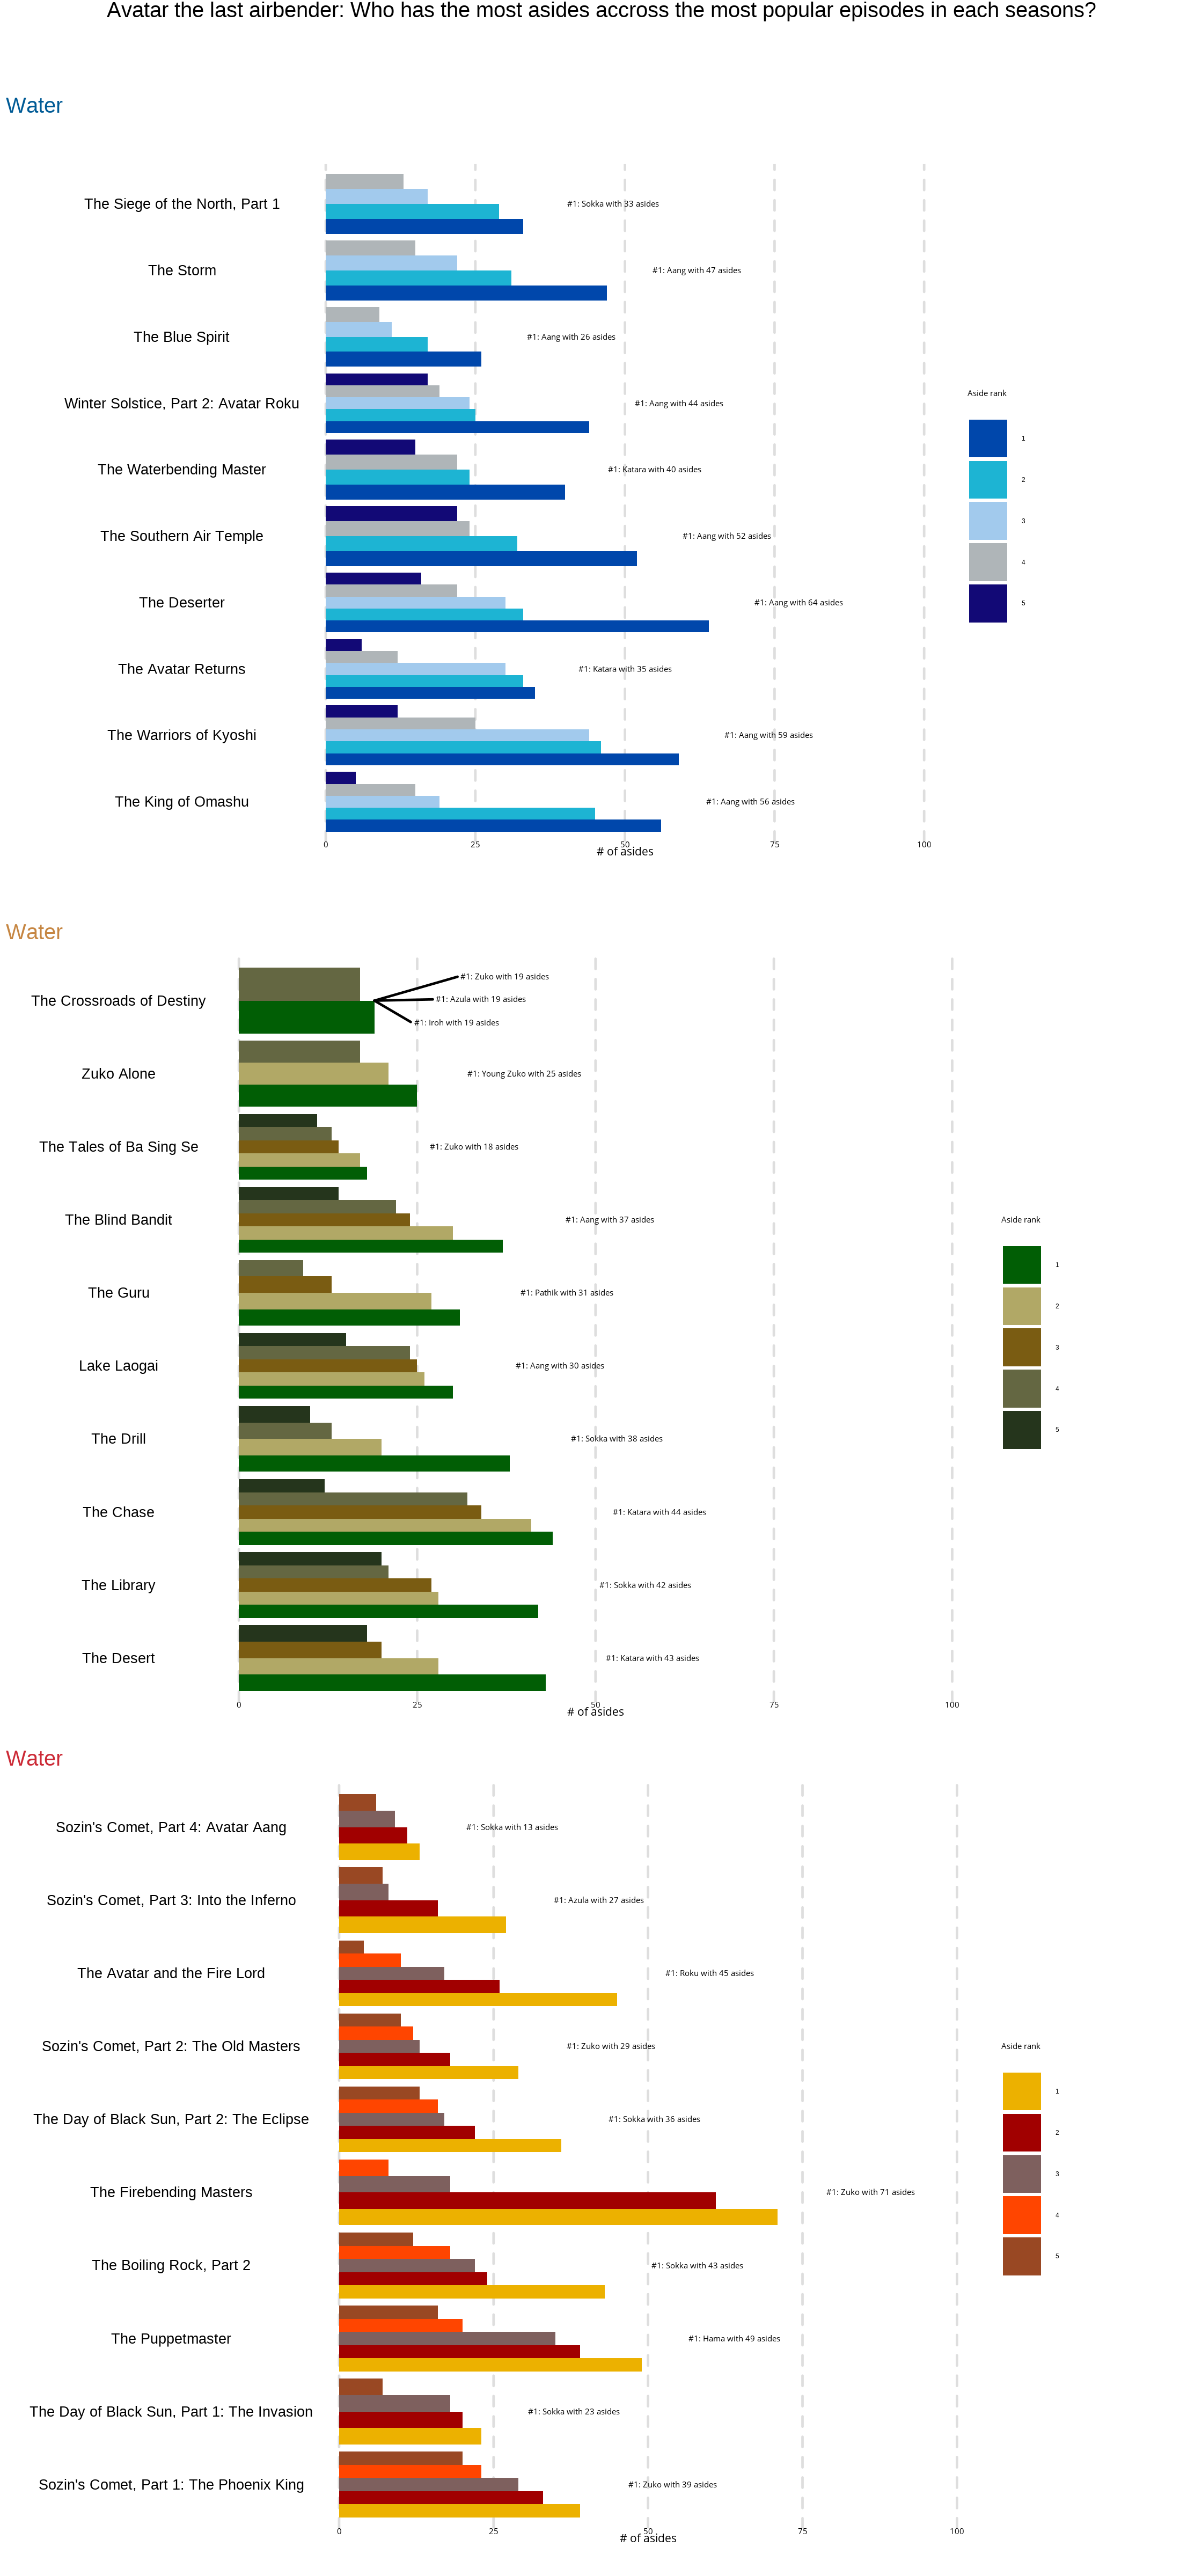 Avatar the last airbender: Who has the most asides accross the most popular episodes in each seasons?
Water
The Siege of the North, Part 1
#1: Sokka with 33 asides
The Storm
#1: Aang with 47 asides
The Blue Spirit
#1: Aang with 26 asides
Winter Solstice, Part 2: Avatar Roku
#1: Aang with 44 asides
The Waterbending Master
#1: Katara with 40 asides
The Southern Air Temple
#1: Aang with 52 asides
The Deserter
#1: Aang with 64 asides
The Avatar Returns
#1: Katara with 35 asides
The Warriors of Kyoshi
#1: Aang with 59 asides
The King of Omashu
#1: Aang with 56 asides
0 25 50 75 100
# of asides
Aside rank
1
2
3
4
5
Water
The Crossroads of Destiny
#1: Zuko with 19 asides
#1: Azula with 19 asides
#1: Iroh with 19 asides
Zuko Alone
#1: Young Zuko with 25 asides
The Tales of Ba Sing Se
#1: Zuko with 18 asides
The Blind Bandit
#1: Aang with 37 asides
The Guru
#1: Pathik with 31 asides
Lake Laogai
#1: Aang with 30 asides
The Drill
#1: Sokka with 38 asides
The Chase
#1: Katara with 44 asides
The Library
#1: Sokka with 42 asides
The Desert
#1: Katara with 43 asides
0 25 50 75 100
# of asides
Aside rank
1
2
3
4
5
Water
Sozin's Comet, Part 4: Avatar Aang
#1: Sokka with 13 asides
Sozin's Comet, Part 3: Into the Inferno
#1: Azula with 27 asides
The Avatar and the Fire Lord
#1: Roku with 45 asides
Sozin's Comet, Part 2: The Old Masters
#1: Zuko with 29 asides
The Day of Black Sun, Part 2: The Eclipse
#1: Sokka with 36 asides
The Firebending Masters
#1: Zuko with 71 asides
The Boiling Rock, Part 2
#1: Sokka with 43 asides
The Puppetmaster
#1: Hama with 49 asides
The Day of Black Sun, Part 1: The Invasion
#1: Sokka with 23 asides
Sozin's Comet, Part 1: The Phoenix King
#1: Zuko with 39 asides
0 25 50 75 100
# of asides
Aside rank
1
2
3
4
5